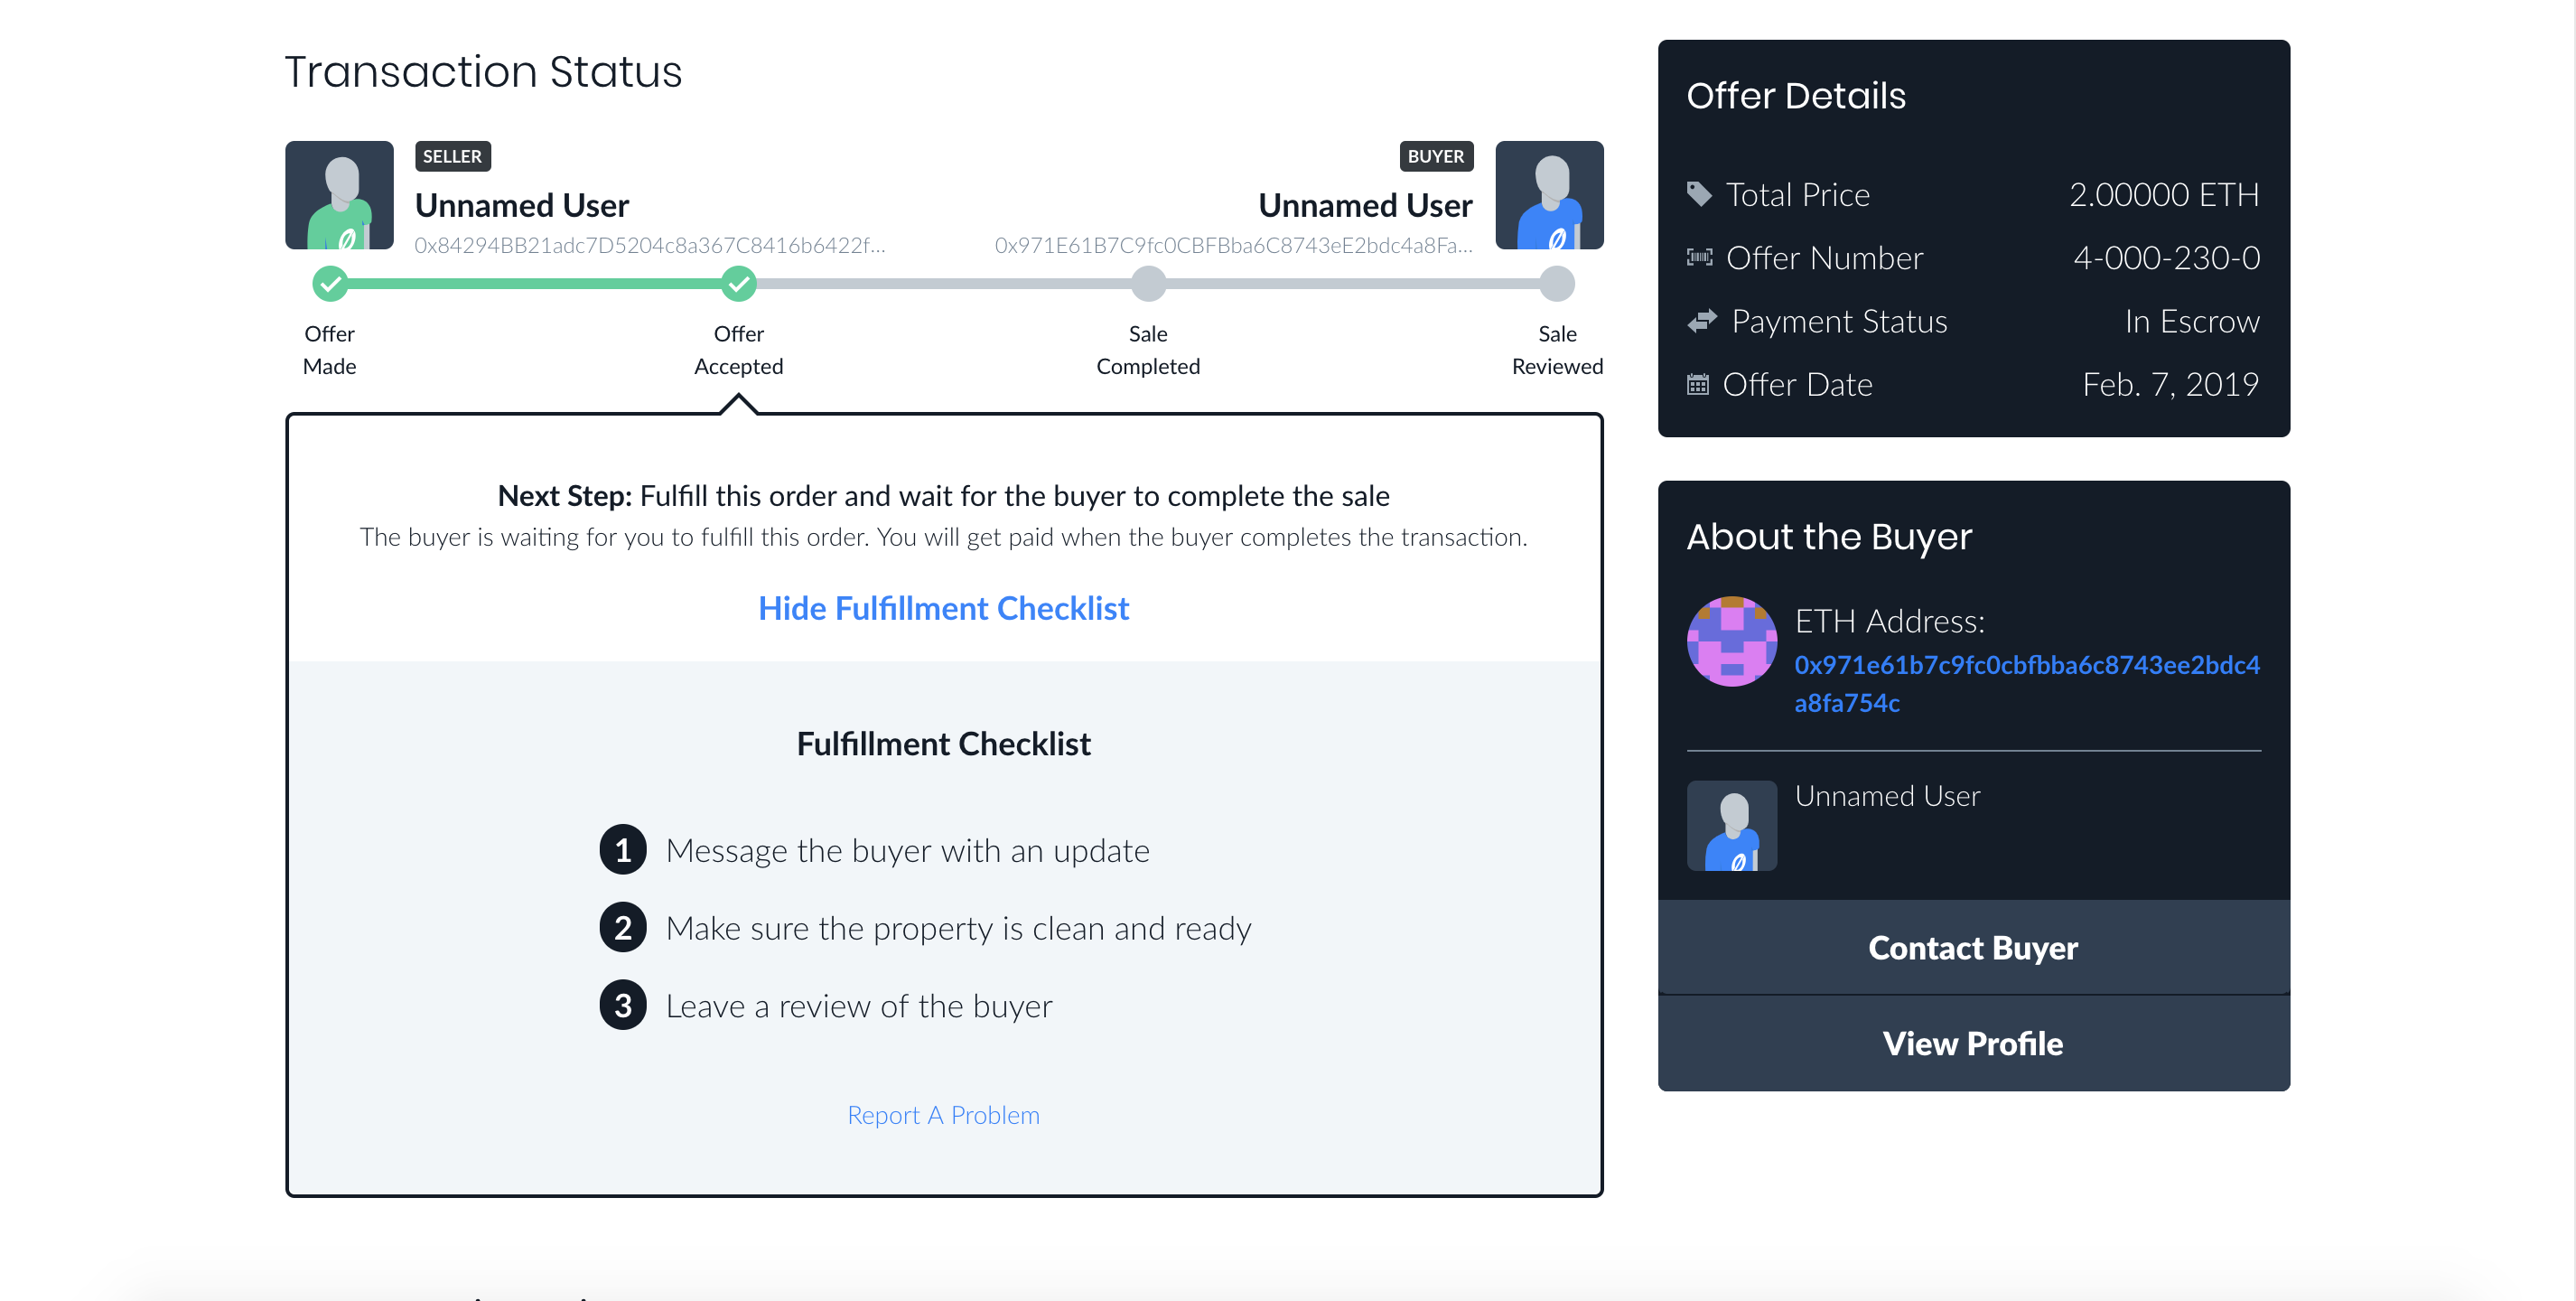 Transaction Status
SELLER
Unnamed User
0x84294BB21adc7D5204c8a367C8416b6422f...
BUYER
Unnamed User
0x971E61B7C9fc0CBFBba6C8743eE2bdc4a8Fa...
Offer
Made
Offer
Accepted
Sale
Completed
Sale
Reviewed
Next Step: Fulfill this order and wait for the buyer to complete the sale
The buyer is waiting for you to fulfill this order. You will get paid when the buyer completes the transaction.
Hide Fulfillment Checklist
Fulfillment Checklist
1 Message the buyer with an update
2 Make sure the property is clean and ready
3 Leave a review of the buyer
Report A Problem
Offer Details
Total Price 2.00000 ETH
Offer Number 4-000-230-0
Payment Status In Escrow
Offer Date Feb. 7, 2019
About the Buyer
ETH Address:
0x971e61b7c9fc0cbfbba6c8743ee2bdc4
a8fa754c
Unnamed User
Contact Buyer
View Profile